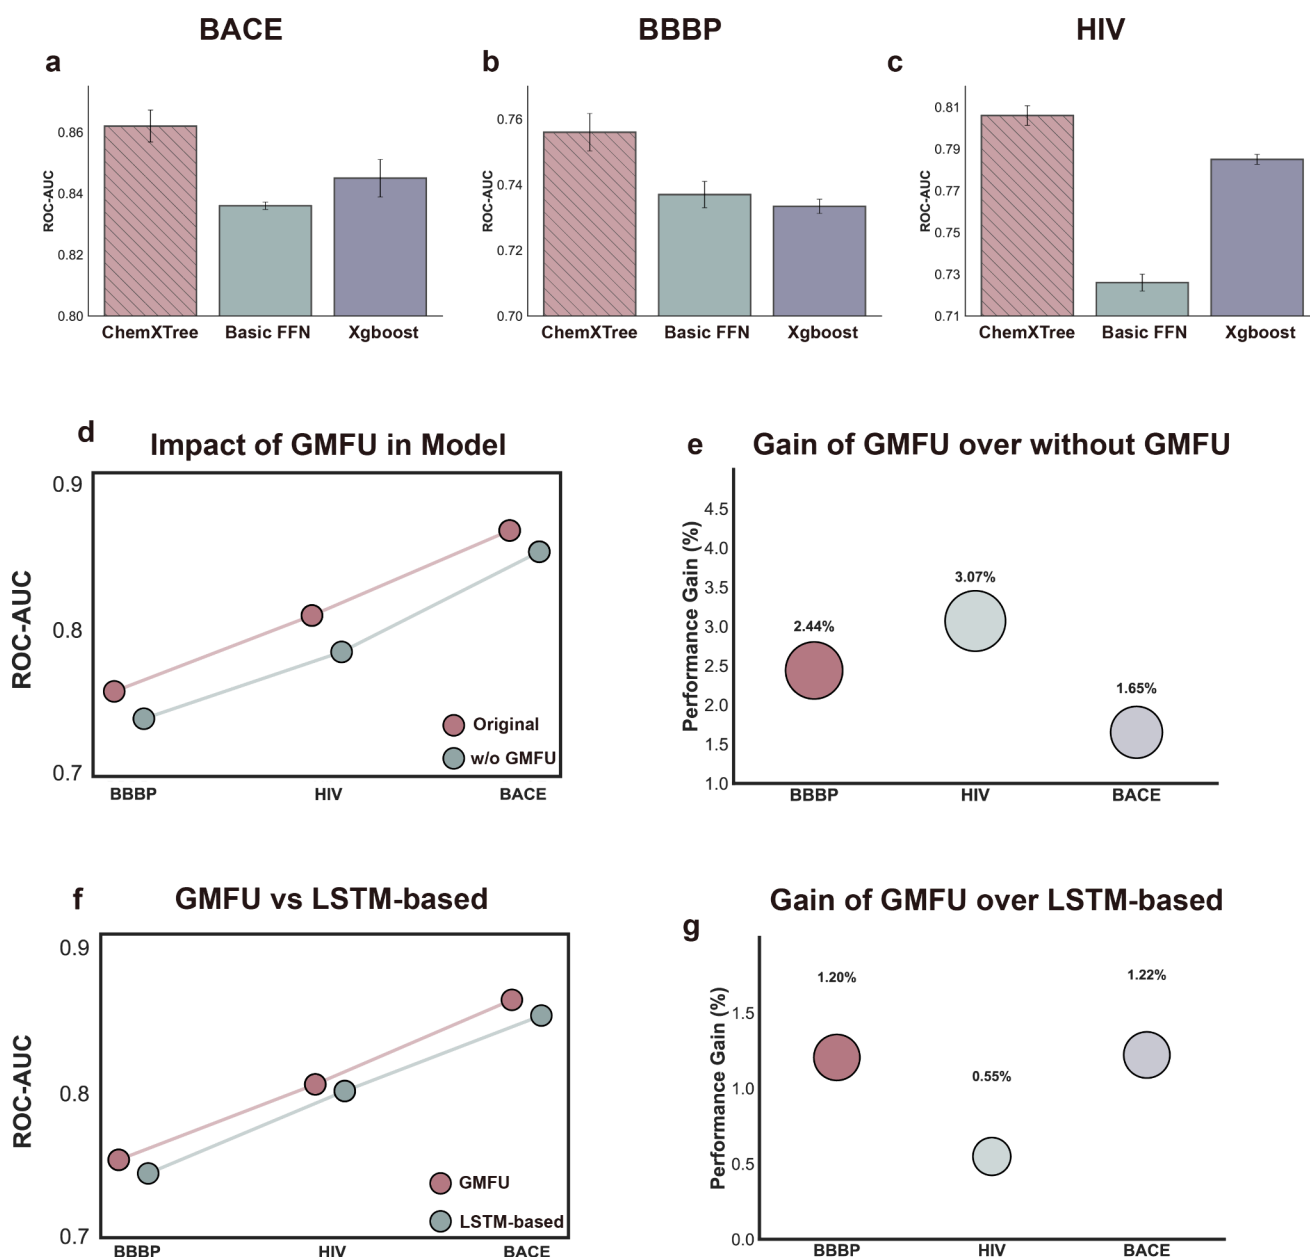 BACE
BBBP
HIV
a
b
c
ROC-AUC
0.86
0.84
0.82
0.80
ChemXTree
Basic FFN
Xgboost
ROC-AUC
0.76
0.74
0.72
0.70
ChemXTree
Basic FFN
Xgboost
ROC-AUC
0.81
0.79
0.77
0.75
0.73
0.71
ChemXTree
Basic FFN
Xgboost
d
Impact of GMFU in Model
ROC-AUC
0.9
0.8
0.7
Original
w/o GMFU
BBBP
HIV
BACE
e
Gain of GMFU over without GMFU
Performance Gain (%)
4.5
4.0
3.5
3.0
2.5
2.0
1.5
1.0
2.44%
3.07%
1.65%
BBBP
HIV
BACE
f
GMFU vs LSTM-based
ROC-AUC
0.9
0.8
0.7
GMFU
LSTM-based
BBBP
HIV
BACE
g
Gain of GMFU over LSTM-based
Performance Gain (%)
1.5
1.0
0.5
0.0
1.20%
0.55%
1.22%
BBBP
HIV
BACE